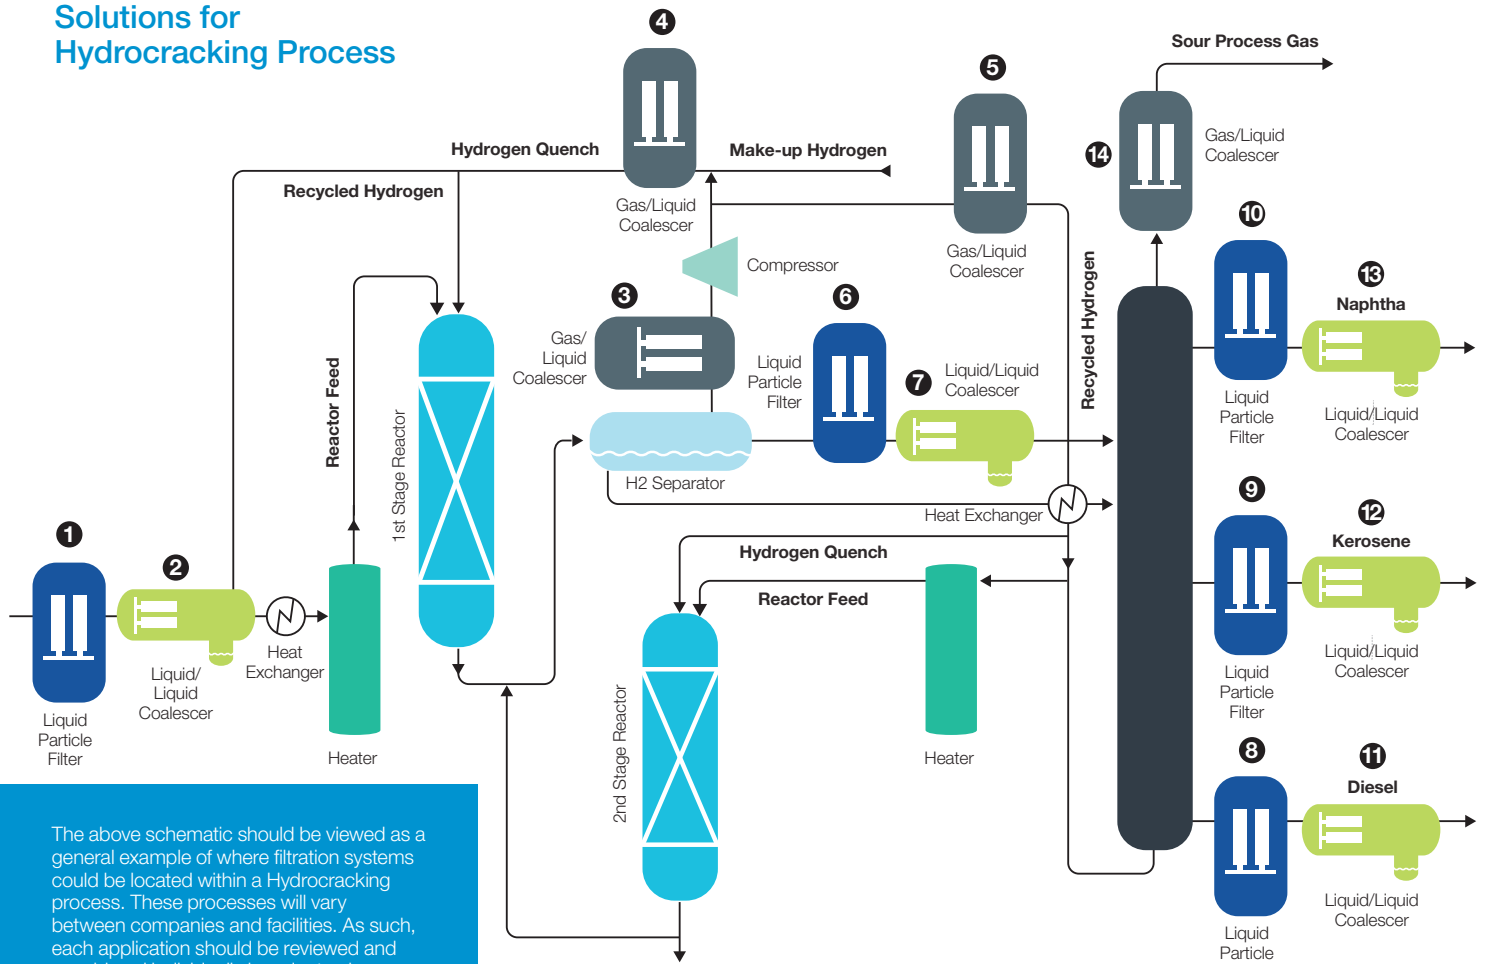 Solutions for
Hydrocracking Process
4
Sour Process Gas
5
Hydrogen Quench
Make-up Hydrogen
14
Gas/Liquid
Coalescer
Recycled Hydrogen
Gas/Liquid
Coalescer
10
Gas/Liquid
Coalescer
Compressor
Recycled Hydrogen
3
6
13
Naphtha
Gas/
Liquid
Coalescer
Reactor Feed
1st Stage Reactor
Liquid
Particle
Filter
7
Liquid/Liquid
Coalescer
Liquid
Particle
Filter
Liquid/Liquid
Coalescer
H2 Separator
9
12
Kerosene
Heat Exchanger
1
2
Hydrogen Quench
Reactor Feed
Heat
Exchanger
Liquid/
Liquid
Coalescer
Liquid
Particle
Filter
Heater
Liquid
Particle
Filter
Liquid/Liquid
Coalescer
2nd Stage Reactor
Heater
8
11
Diesel
Liquid/Liquid
Coalescer
Liquid
Particle
The above schematic should be viewed as a
general example of where filtration systems
could be located within a Hydrocracking
process. These processes will vary
between companies and facilities. As such,
each application should be reviewed and